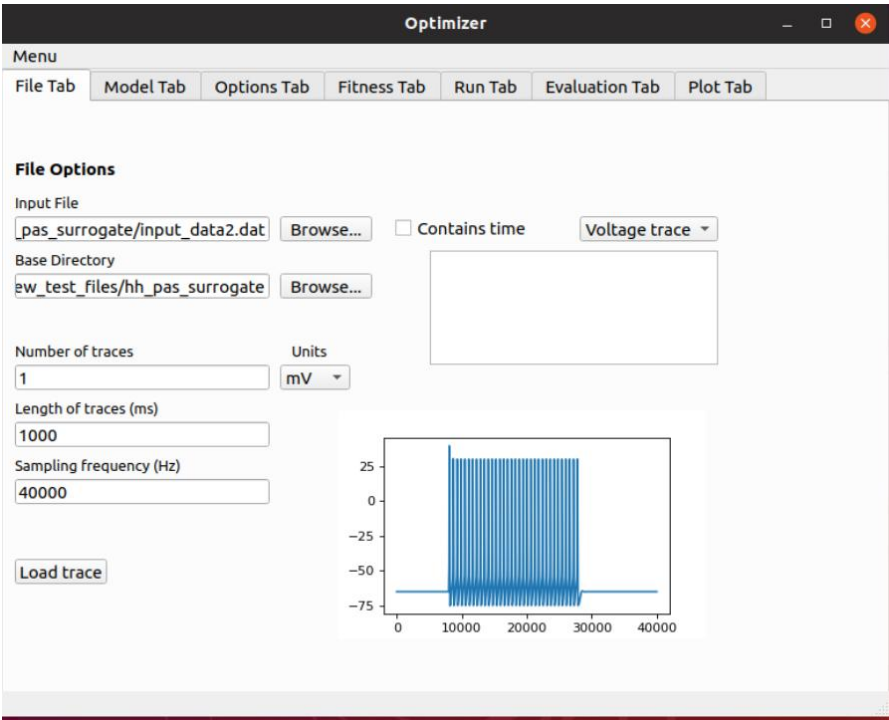 Optimizer
Menu
File Tab Model Tab Options Tab Fitness Tab Run Tab Evaluation Tab Plot Tab
File Options
Input File
_pas_surrogate/input_data2.dat Browse... Contains time Voltage trace
Base Directory
ew_test_files/hh_pas_surrogate Browse...
Number of traces Units
1 mV
Length of traces (ms)
1000
Sampling frequency (Hz)
40000
Load trace
25
0
−25
−50
−75
0 10000 20000 30000 40000